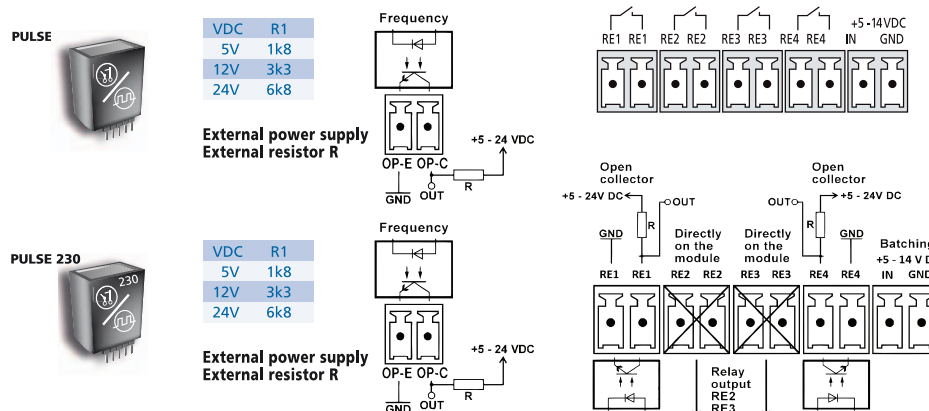 PULSE
VDC R1
5V 1k8
12V 3k3
24V 6k8
External power supply
External resistor R
Frequency
+5 - 24 VDC
OP-E OP-C
R
GND OUT
RE1 RE1 RE2 RE2 RE3 RE3 RE4 RE4 IN GND
+5 -14 VDC
PULSE 230
230
VDC R1
5V 1k8
12V 3k3
24V 6k8
External power supply
External resistor R
Frequency
+5 - 24 VDC
OP-E OP-C
R
GND OUT
Open
collector
+5 - 24V DC
OUT
R
GND
Directly
on the
module
Directly
on the
module
Open
collector
+5 - 24V DC
OUT
R
GND
Batching
+5 - 14 V D
RE1 RE1 RE2 RE2 RE3 RE3 RE4 RE4 IN GND
Relay
output
RE2
RE3